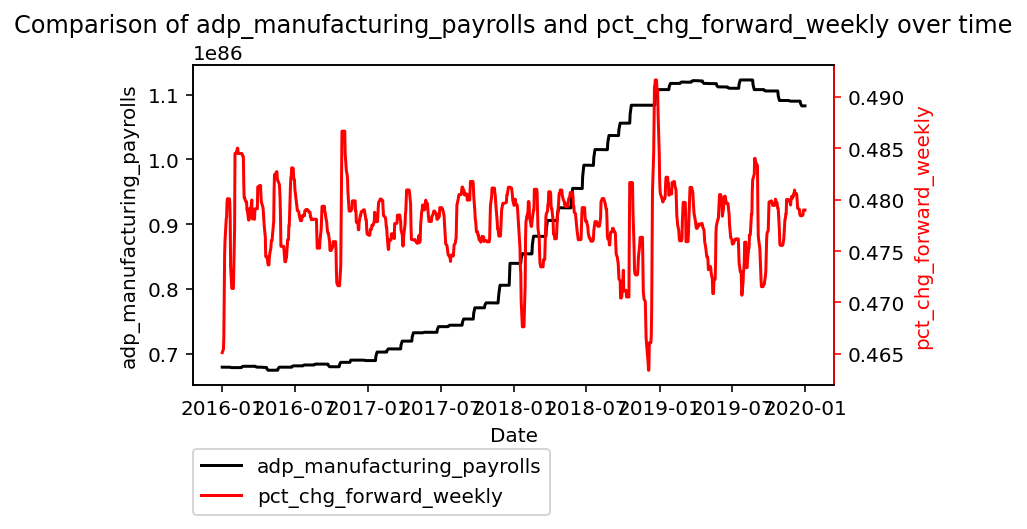 Comparison of adp_manufacturing_payrolls and pct_chg_forward_weekly over time
1e86
1.1
1.0
0.9
0.8
0.7
adp_manufacturing_payrolls
0.490
0.485
0.480
0.475
0.470
0.465
pct_chg_forward_weekly
2016-01 2016-07 2017-01 2017-07 2018-01 2018-07 2019-01 2019-07 2020-01
Date
adp_manufacturing_payrolls
pct_chg_forward_weekly